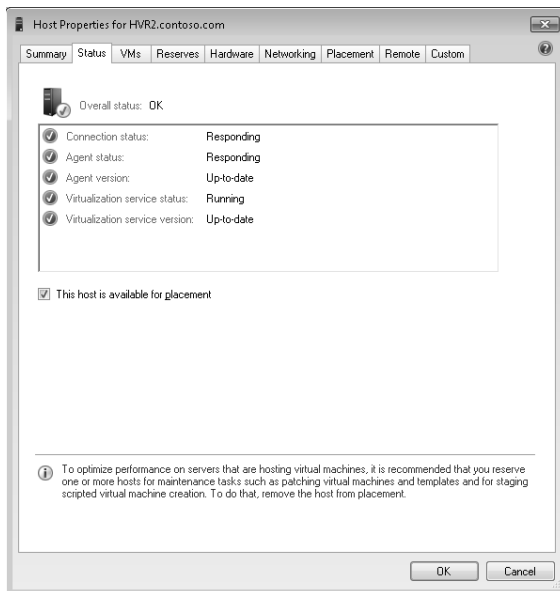 Host Properties for HVR2.contoso.com
Summary Status VMs Reserves Hardware Networking Placement Remote Custom
Overall status: OK
Connection status: Responding
Agent status: Responding
Agent version: Up-to-date
Virtualization service status: Running
Virtualization service version: Up-to-date
This host is available for placement
To optimize performance on servers that are hosting virtual machines, it is recommended that you reserve
one or more hosts for maintenance tasks such as patching virtual machines and templates and for staging
scripted virtual machine creation. To do that, remove the host from placement.
OK Cancel